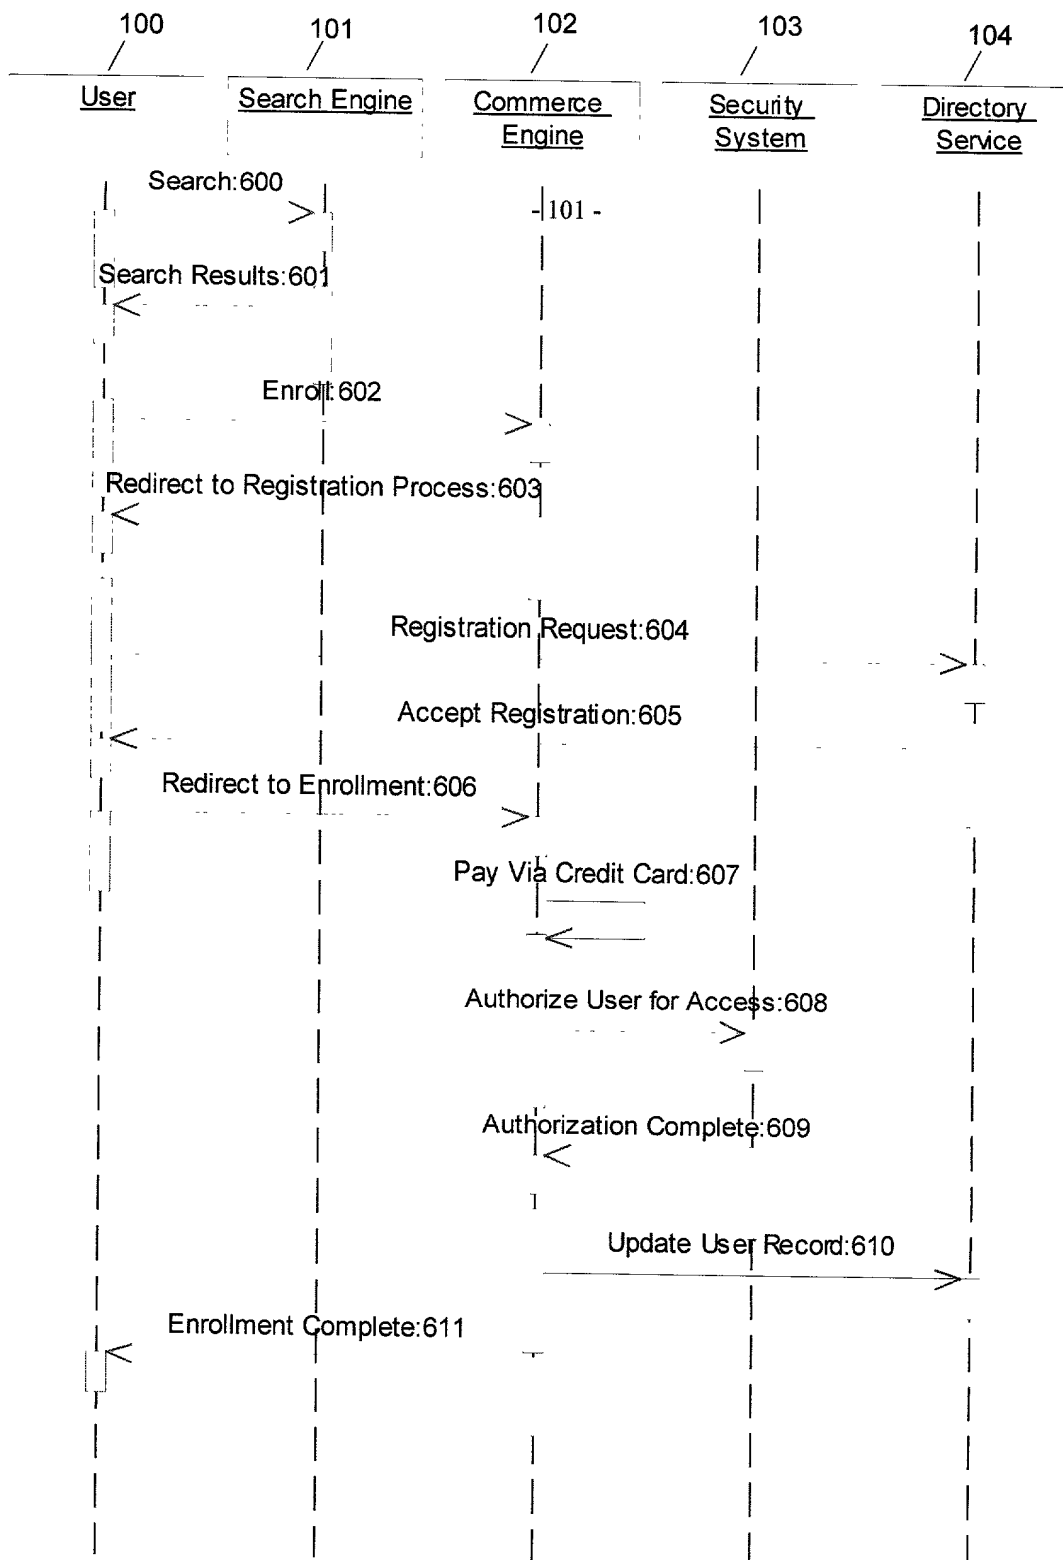 100
101
102
103
104
User
Search Engine
Commerce
Engine
Security
System
Directory
Service
Search:600
- 101 -
Search Results:601
Enroll:602
Redirect to Registration Process:603
Registration Request:604
Accept Registration:605
Redirect to Enrollment:606
Pay Via Credit Card:607
Authorize User for Access:608
Authorization Complete:609
Update User Record:610
Enrollment Complete:611